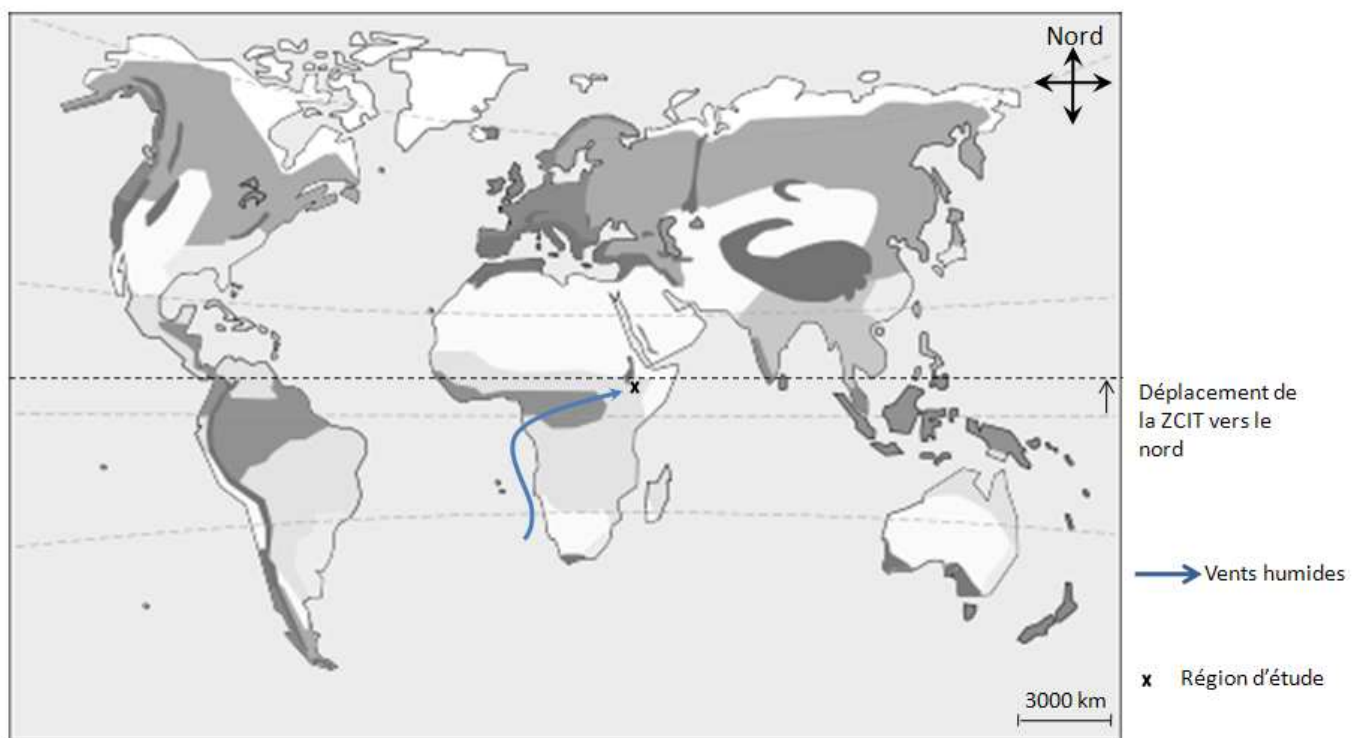 Nord
Déplacement de
la ZCIT vers le
nord
Vents humides
x Région d'étude
3000 km